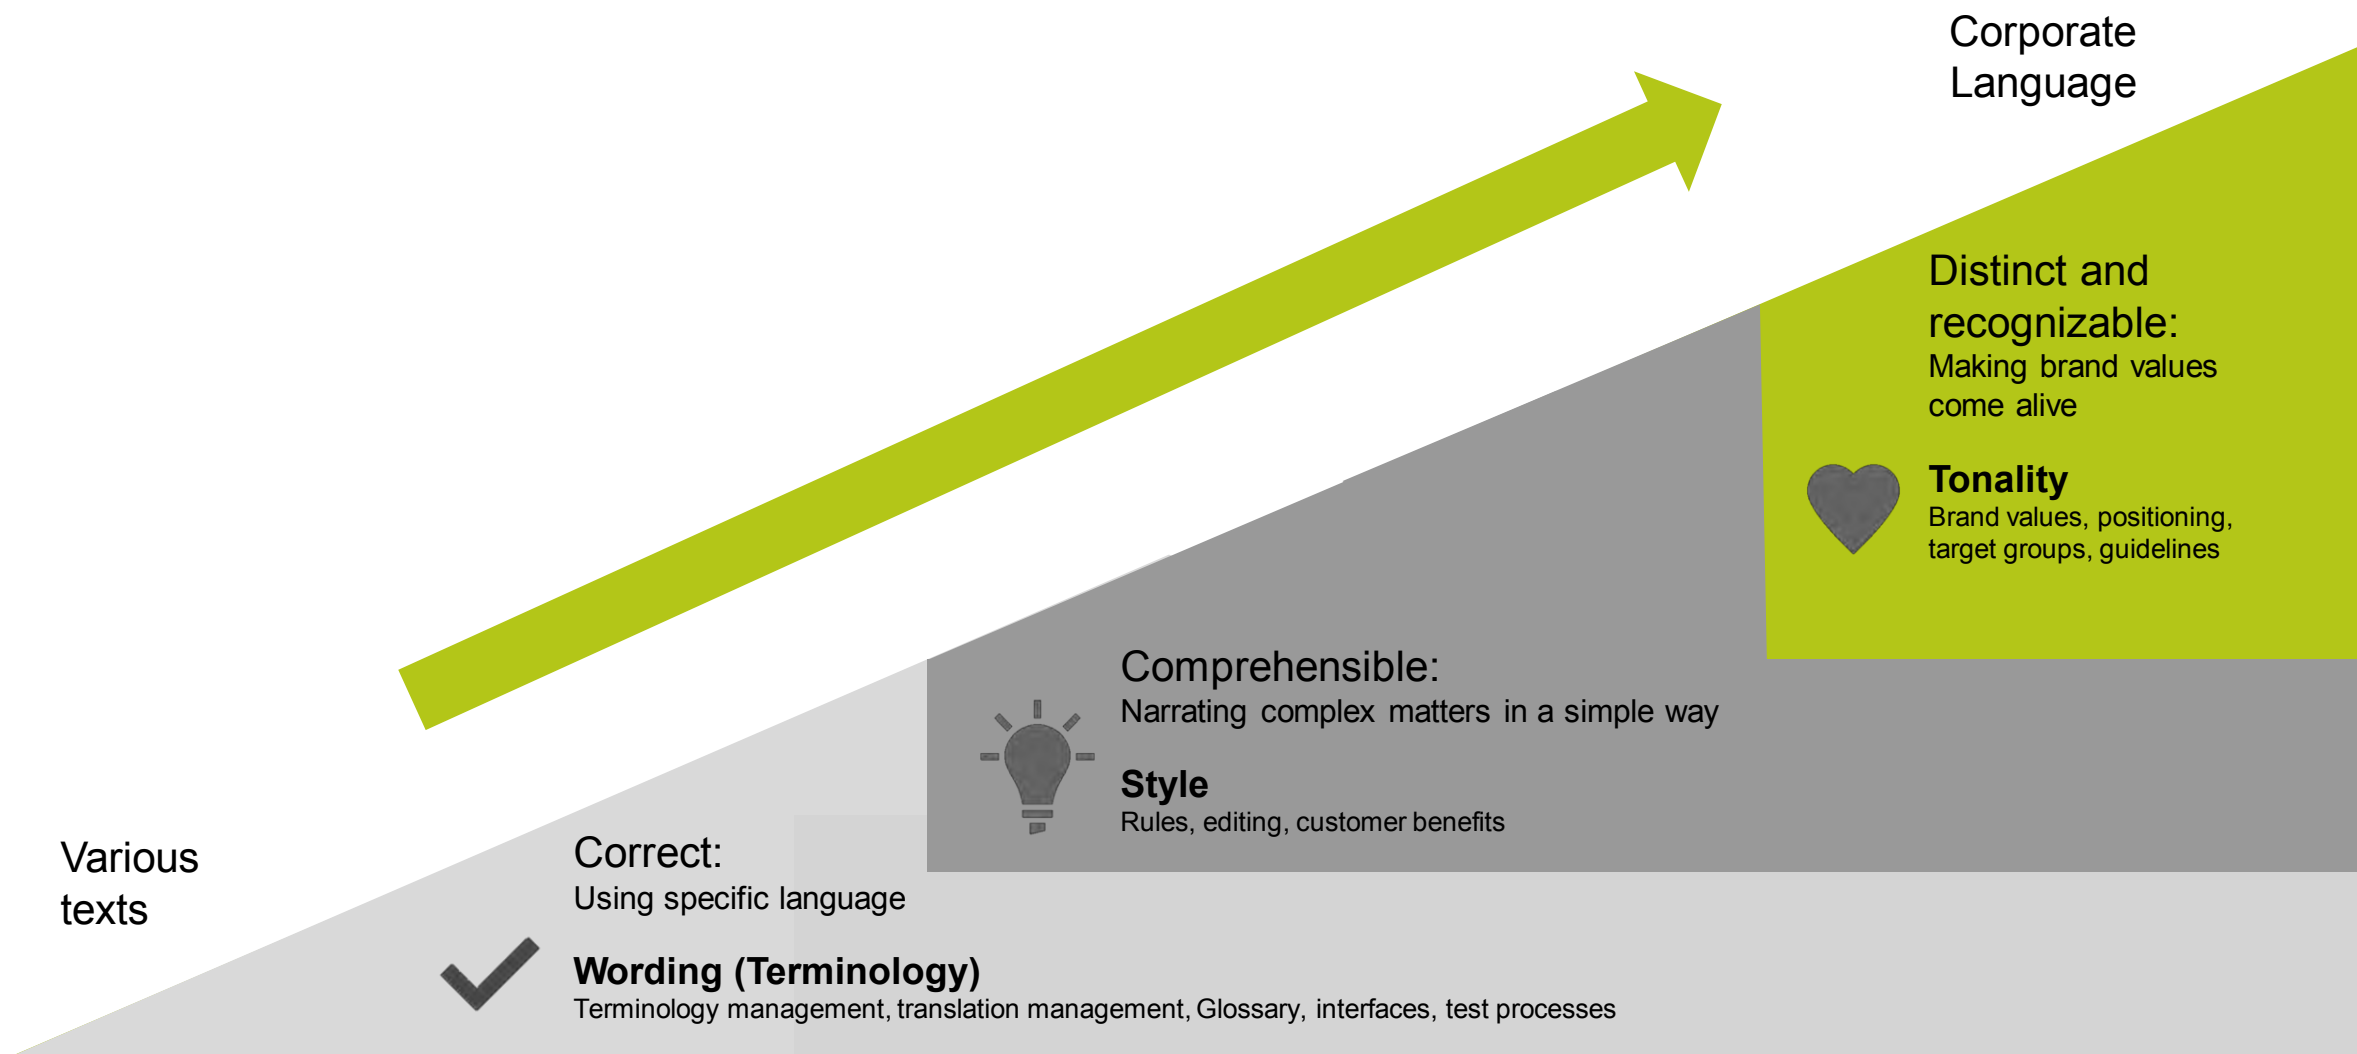 Corporate
Language
Distinct and
recognizable:
Making brand values
come alive
Tonality
Brand values, positioning,
target groups, guidelines
Comprehensible:
Narrating complex matters in a simple way
Style
Rules, editing, customer benefits
Various
texts
Correct:
Using specific language
Wording (Terminology)
Terminology management, translation management, Glossary, interfaces, test processes